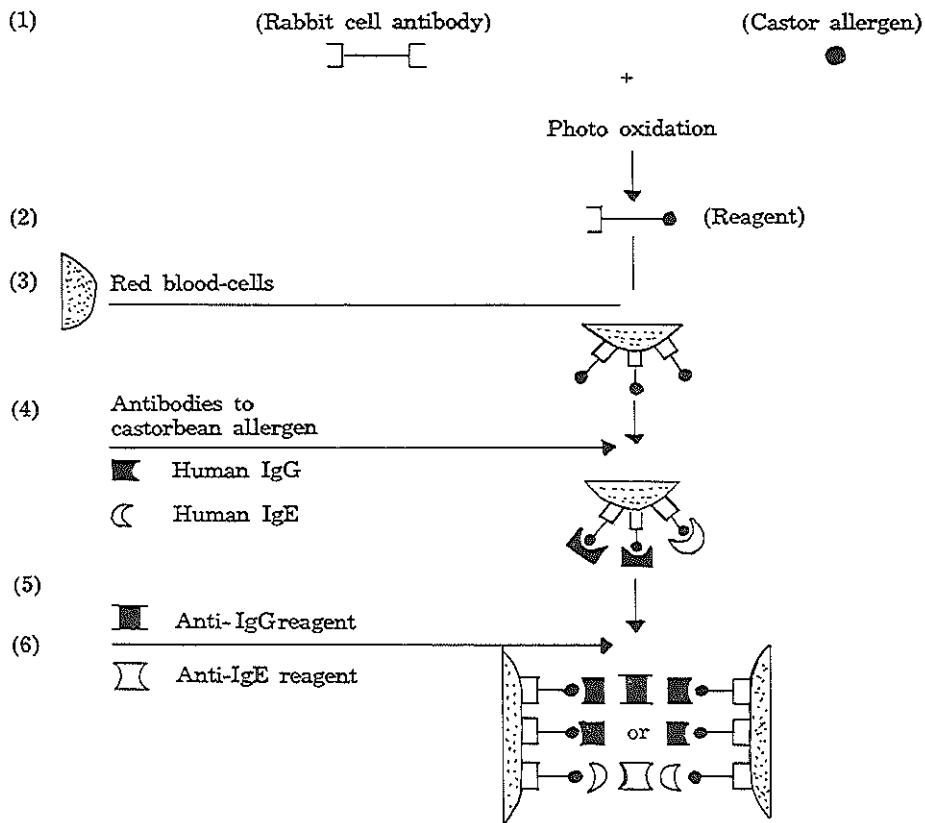 (1) (Rabbit cell antibody) (Castor allergen)
+
Photo oxidation
(2) (Reagent)
(3) Red blood-cells
(4) Antibodies to
castorbean allergen
Human IgG
Human IgE
(5)
Anti-IgGreagent
(6)
Anti-IgE reagent
or